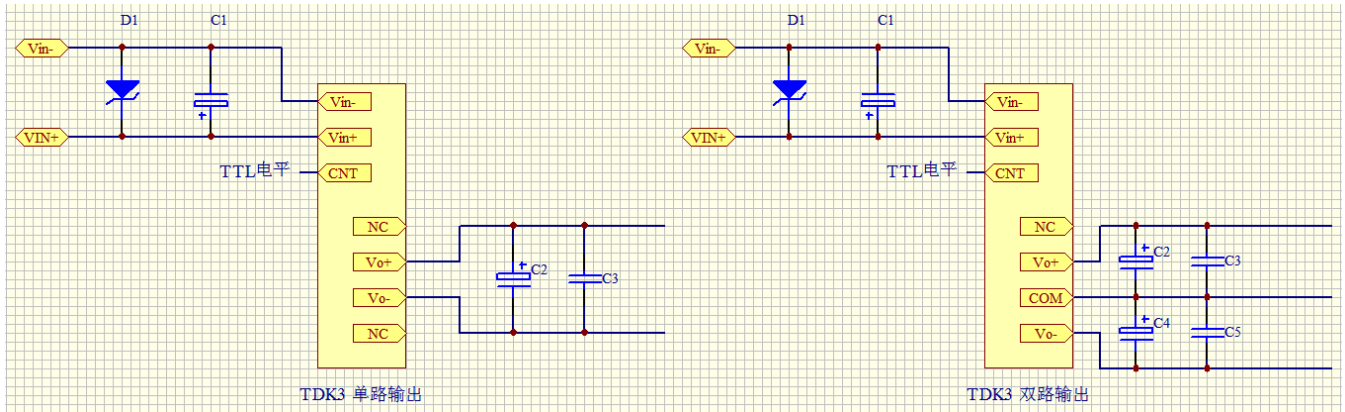 D1
C1
Vin-
VIN+
Vin-
Vin+
TTL电平
CNT
NC
Vo+
Vo-
NC
C2
C3
TDK3 单路输出
D1
C1
Vin-
VIN+
Vin-
Vin+
TTL电平
CNT
NC
Vo+
COM
Vo-
C2
C3
C4
C5
TDK3 双路输出